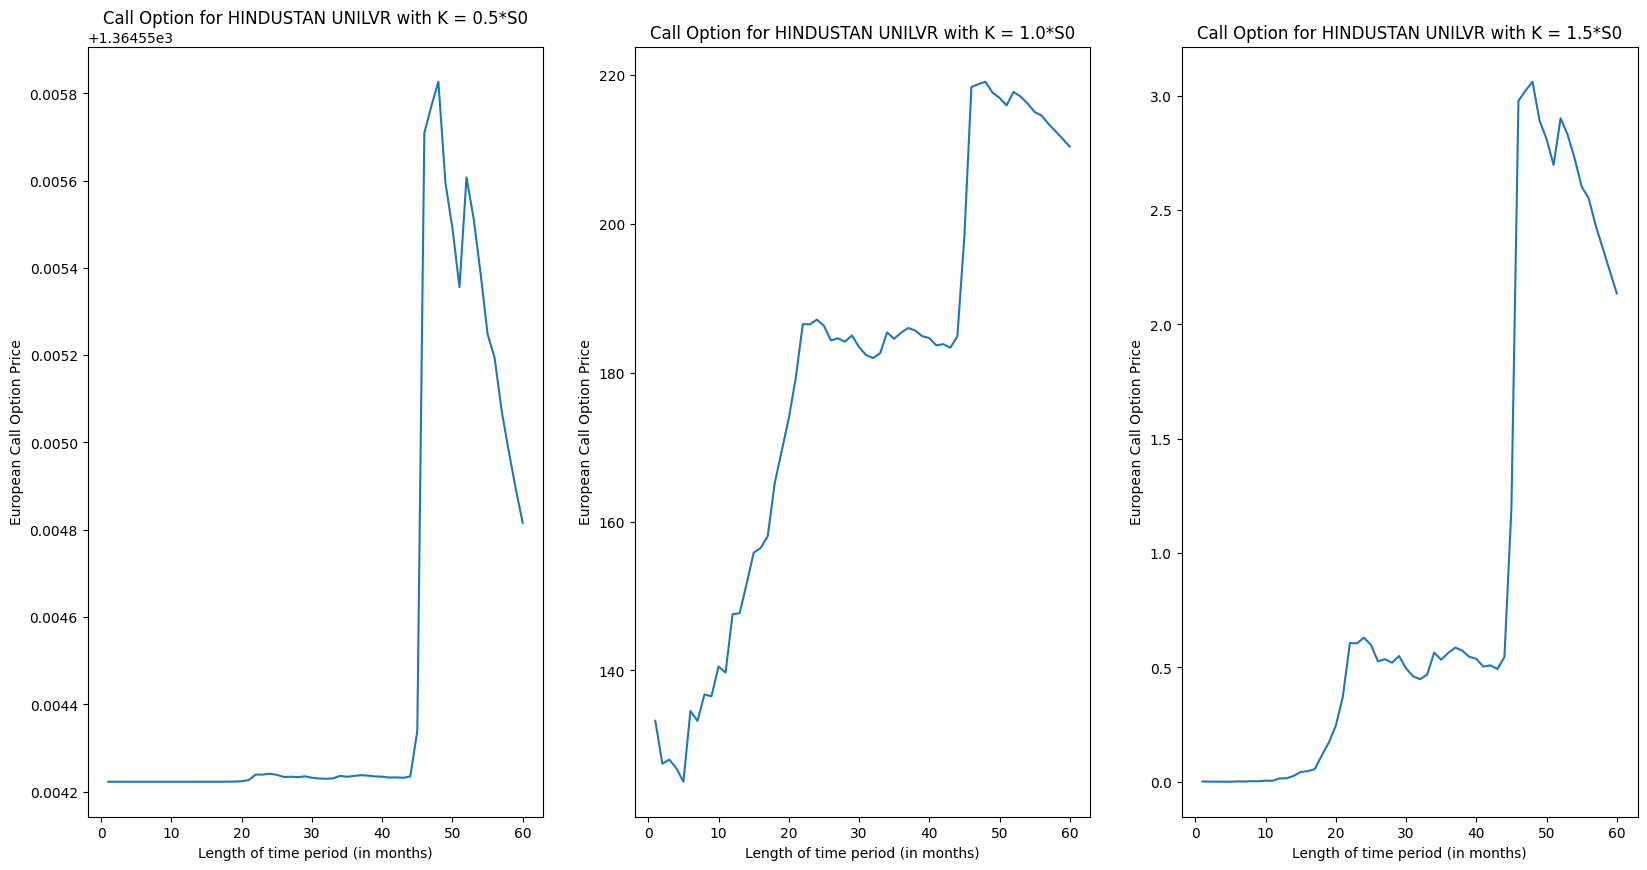 Call Option for HINDUSTAN UNILVR with K = 0.5*S0
+1.36455e3
0.0058
0.0056
0.0054
0.0052
0.0050
0.0048
0.0046
0.0044
0.0042
European Call Option Price
0 10 20 30 40 50 60
Length of time period (in months)
Call Option for HINDUSTAN UNILVR with K = 1.0*S0
220
200
180
160
140
European Call Option Price
0 10 20 30 40 50 60
Length of time period (in months)
Call Option for HINDUSTAN UNILVR with K = 1.5*S0
3.0
2.5
2.0
1.5
1.0
0.5
0.0
European Call Option Price
0 10 20 30 40 50 60
Length of time period (in months)